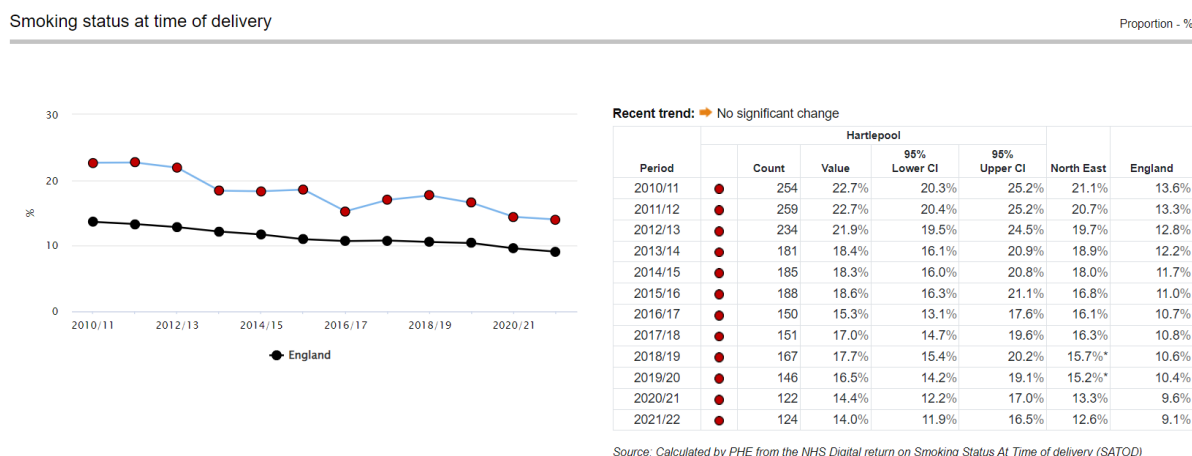 Smoking status at time of delivery
Proportion - %
30
20
10
0
%
2010/11 2012/13 2014/15 2016/17 2018/19 2020/21
England
Recent trend: No significant change
Hartlepool
Period Count Value 95% Lower CI 95% Upper CI North East England
2010/11 254 22.7% 20.3% 25.2% 21.1% 13.6%
2011/12 259 22.7% 20.4% 25.2% 20.7% 13.3%
2012/13 234 21.9% 19.5% 24.5% 19.7% 12.8%
2013/14 181 18.4% 16.1% 20.9% 18.9% 12.2%
2014/15 185 18.3% 16.0% 20.8% 18.0% 11.7%
2015/16 188 18.6% 16.3% 21.1% 16.8% 11.0%
2016/17 150 15.3% 13.1% 17.6% 16.1% 10.7%
2017/18 151 17.0% 14.7% 19.6% 16.3% 10.8%
2018/19 167 17.7% 15.4% 20.2% 15.7%* 10.6%
2019/20 146 16.5% 14.2% 19.1% 15.2%* 10.4%
2020/21 122 14.4% 12.2% 17.0% 13.3% 9.6%
2021/22 124 14.0% 11.9% 16.5% 12.6% 9.1%
Source: Calculated by PHE from the NHS Digital return on Smoking Status At Time of delivery (SATOD)